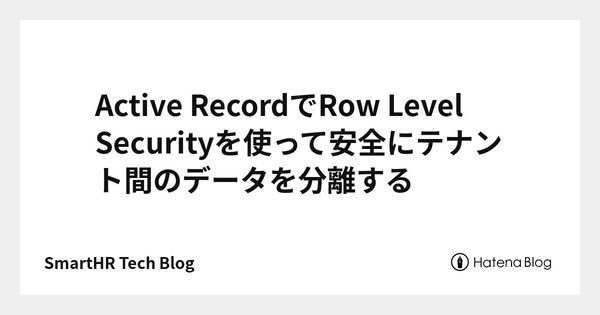 Active RecordでRow Level
Securityを使って安全にテナン
ト間のデータを分離する
SmartHR Tech Blog
Hatena Blog